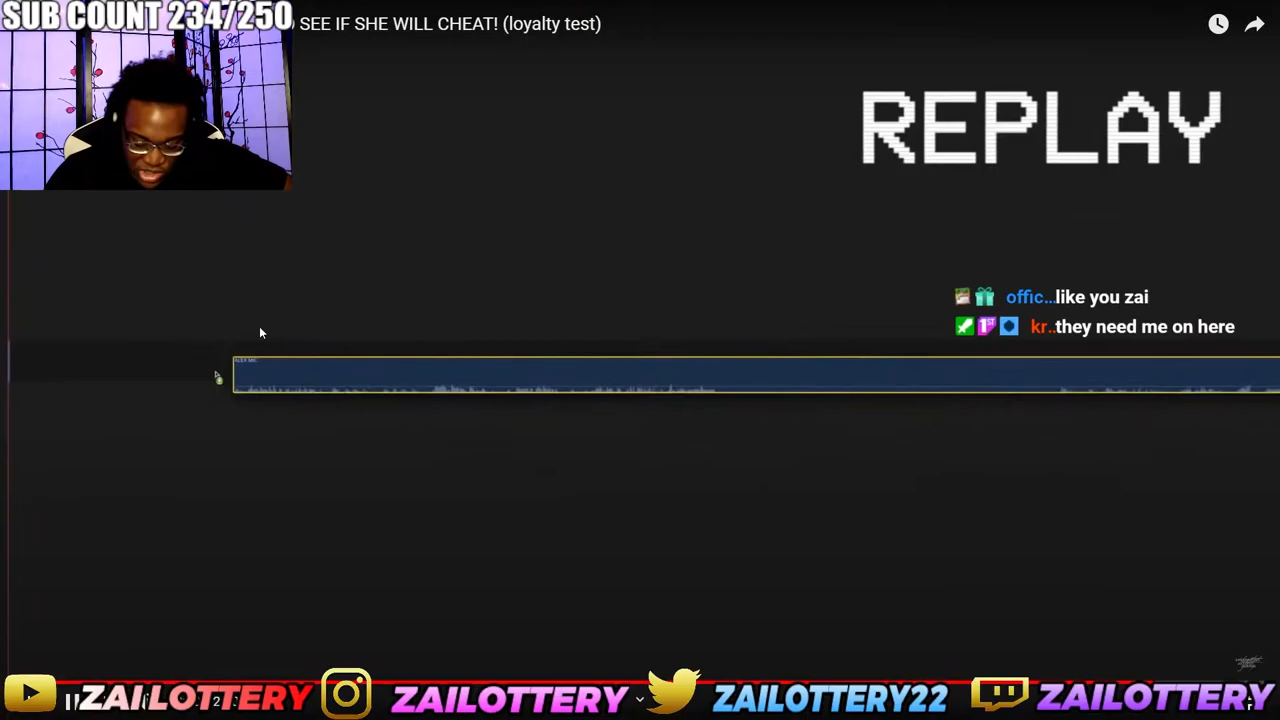 SUB COUNT 234/250
SEE IF SHE WILL CHEAT! (loyalty test)
REPLAY
offic...like you zai
kr..they need me on here
ZAILOTTERY
ZAILOTTERY
ZAILOTTERY22
ZAILOTTERY